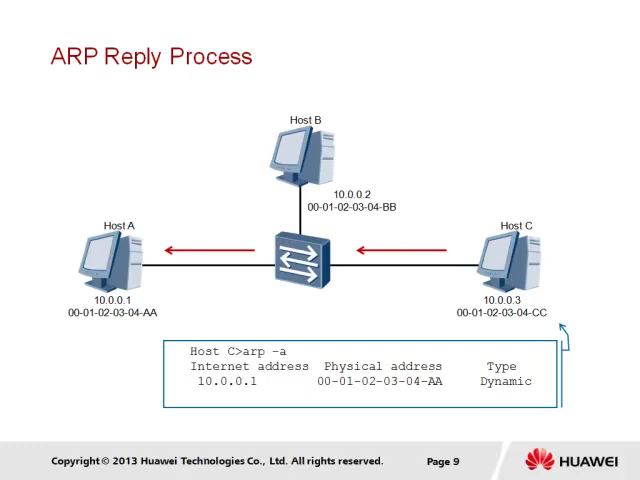 ARP Reply Process
Host B
10.0.0.2
00-01-02-03-04-BB
Host A
Host C
10.0.0.1
00-01-02-03-04-AA
10.0.0.3
00-01-02-03-04-CC
Host C>arp -a
Internet address Physical address Type
10.0.0.1 00-01-02-03-04-AA Dynamic
Copyright © 2013 Huawei Technologies Co., Ltd. All rights reserved.
Page 9
HUAWEI